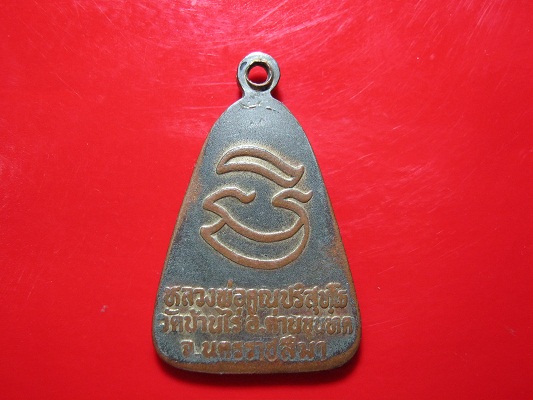 หลวงพ่อคูณปริสุทฺโธ
วัดบ้านไร่ อ.ด่านขุนทด
จ.นครราชสีมา